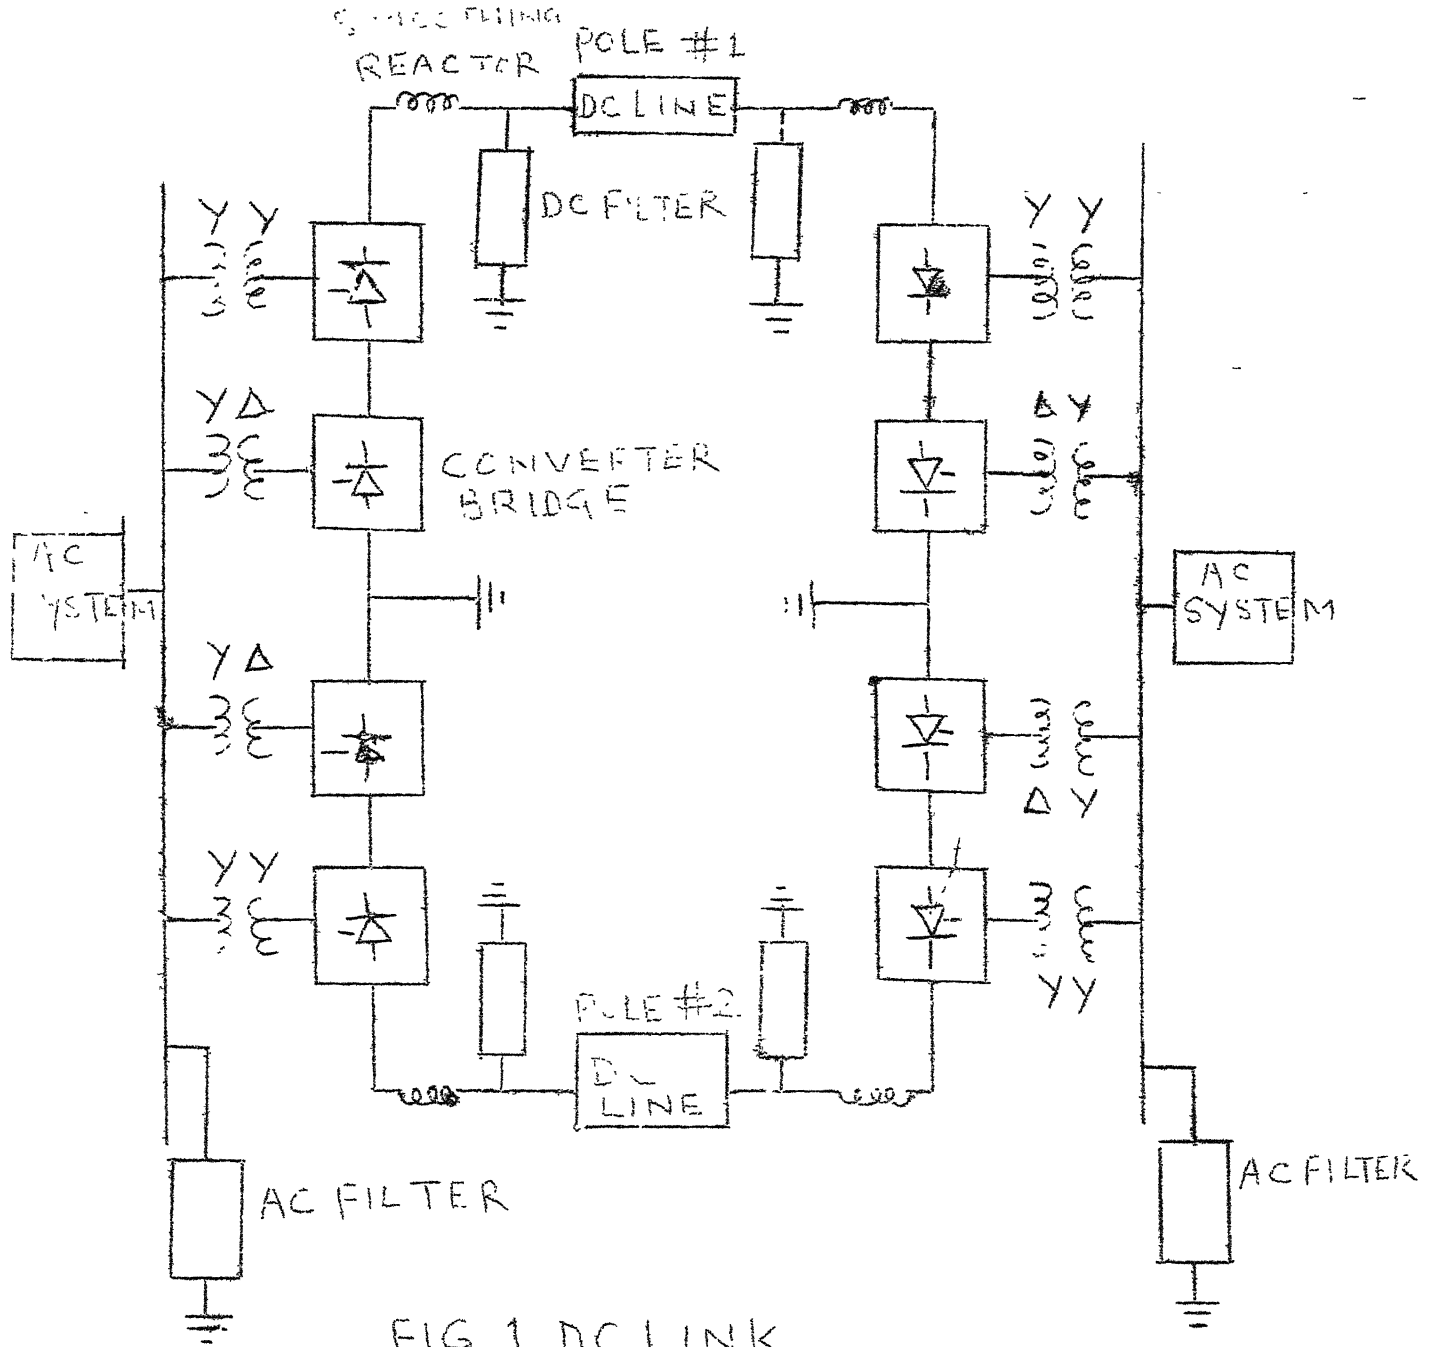 REACTOR
POLE #1
DC LINE
DC FILTER
Y Y
Y Y
Y Δ
Δ Y
CONVERTER
BRIDGE
AC
SYSTEM
AC
SYSTEM
Y Δ
Δ Y
Y Y
Y Y
POLE #2
DC
LINE
AC FILTER
AC FILTER
FIG 1 DC LINK